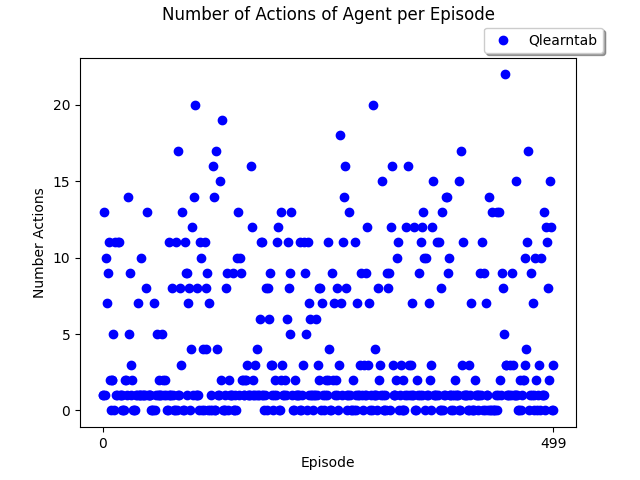 Number of Actions of Agent per Episode
Qlearntab
20
15
10
5
0
Number Actions
0
499
Episode